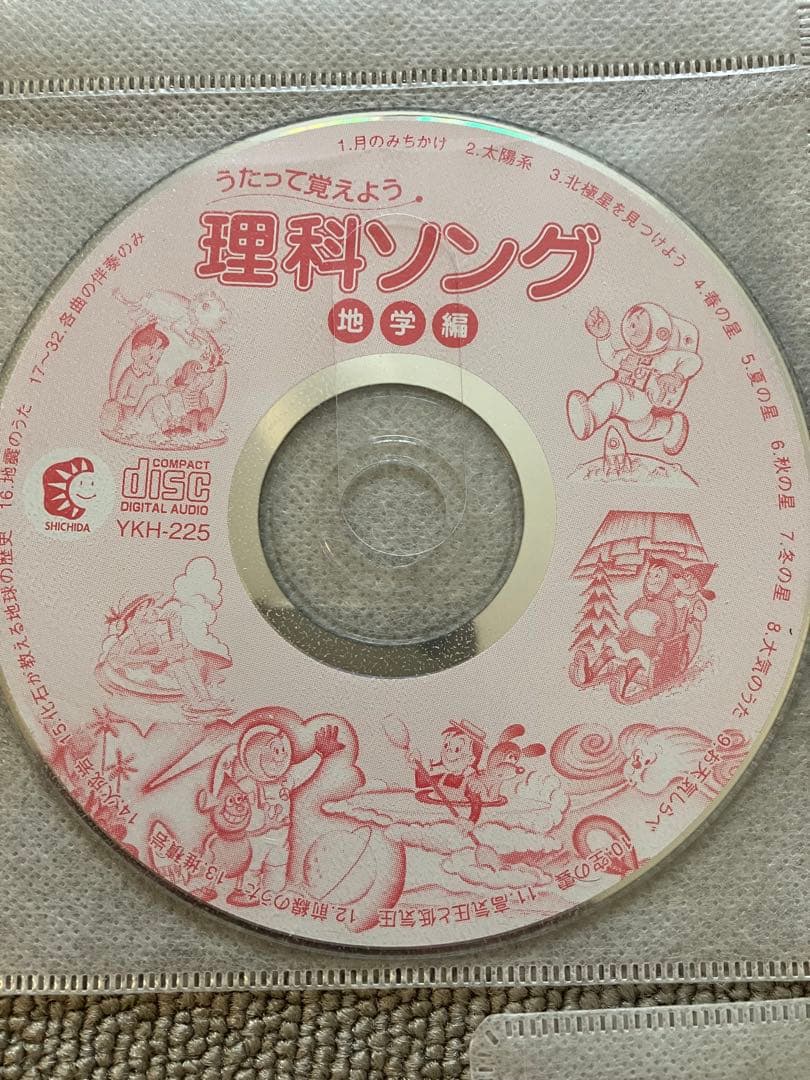 うたって覚えよう
理科ソング
地学編
1.月のみちかけ
2.太陽系
3.北極星を見つけよう
4.春の星
5.夏の星
6.秋の星
7.冬の星
8.大気のうた
9.お天気しらべ
10.空の雲
11.高気圧と低気圧
12.前線のうた
13.堆積岩
14.火成岩
15.化石が教える地球の歴史
16.地震のうた
17〜32.各曲の伴奏のみ
SHICHIDA
COMPACT
disc
DIGITAL AUDIO
YKH-225